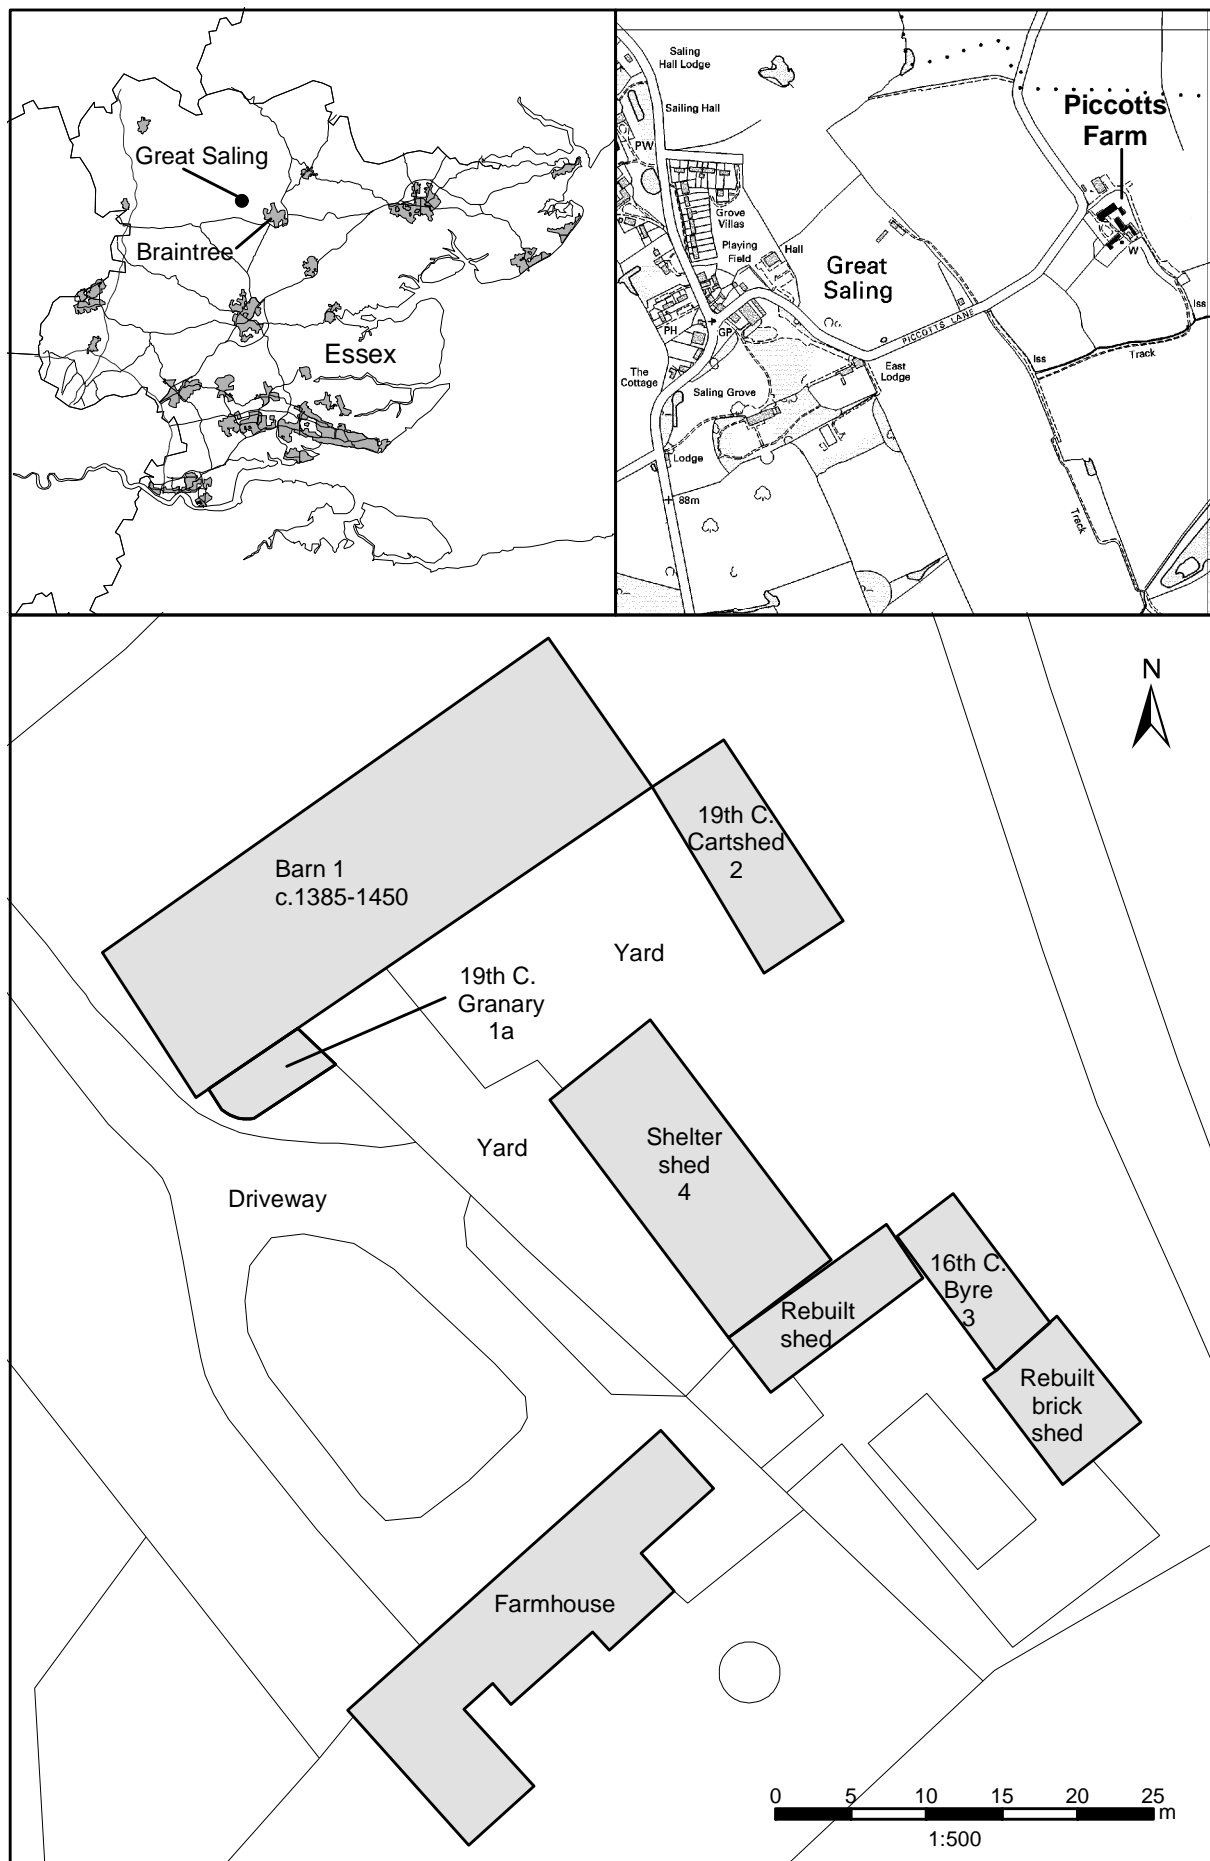 Great Saling
Braintree
Essex
Saling
Hall Lodge
Sailing Hall
PW
Grove
Villas
Playing
Field
Hall
Great
Saling
Piccotts
Farm
W
PH
GP
PICCOTTS LANE
The
Cottage
Saling Grove
East
Lodge
Iss
Track
Iss
Lodge
88m
Track
N
Barn 1
c.1385-1450
19th C.
Cartshed
2
Yard
19th C.
Granary
1a
Yard
Shelter
shed
4
Driveway
16th C.
Byre
3
Rebuilt
shed
Rebuilt
brick
shed
Farmhouse
0 5 10 15 20 25
m
1:500